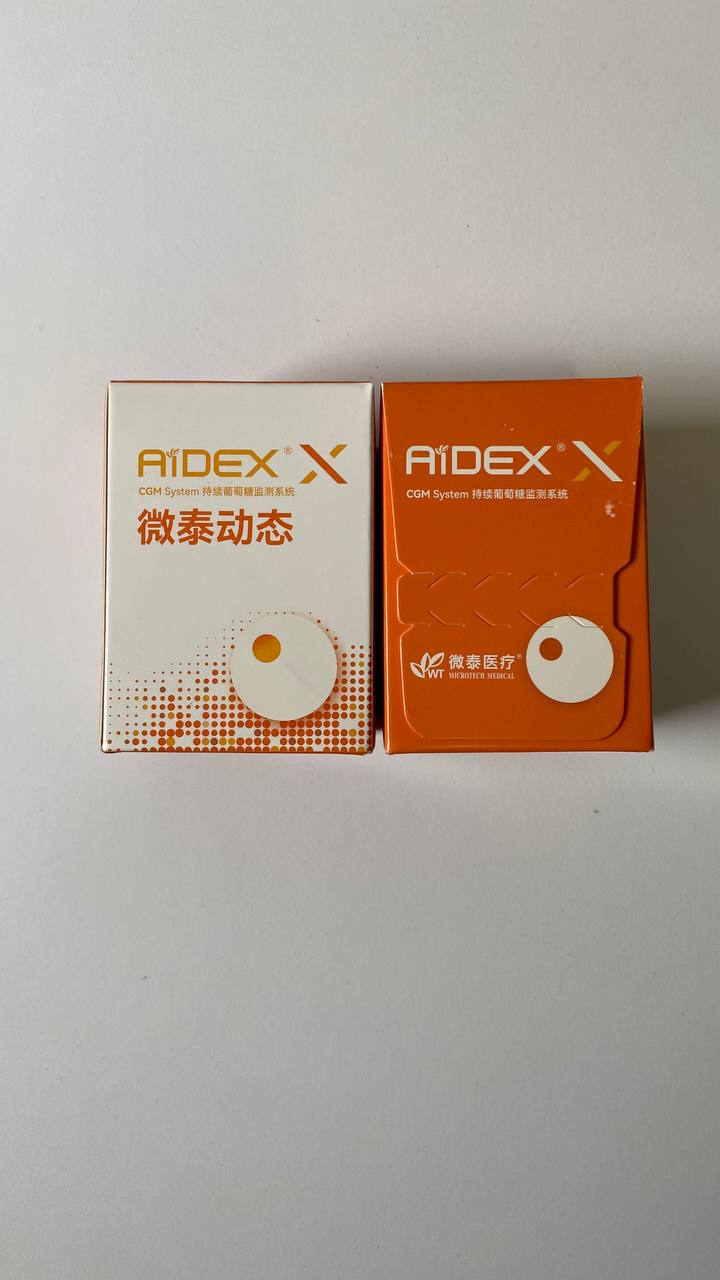 AiDEX® X
CGM System 持续葡萄糖监测系统
微泰动态
AiDEX® X
CGM System 持续葡萄糖监测系统
WT 微泰医疗®
MICROTECH MEDICAL